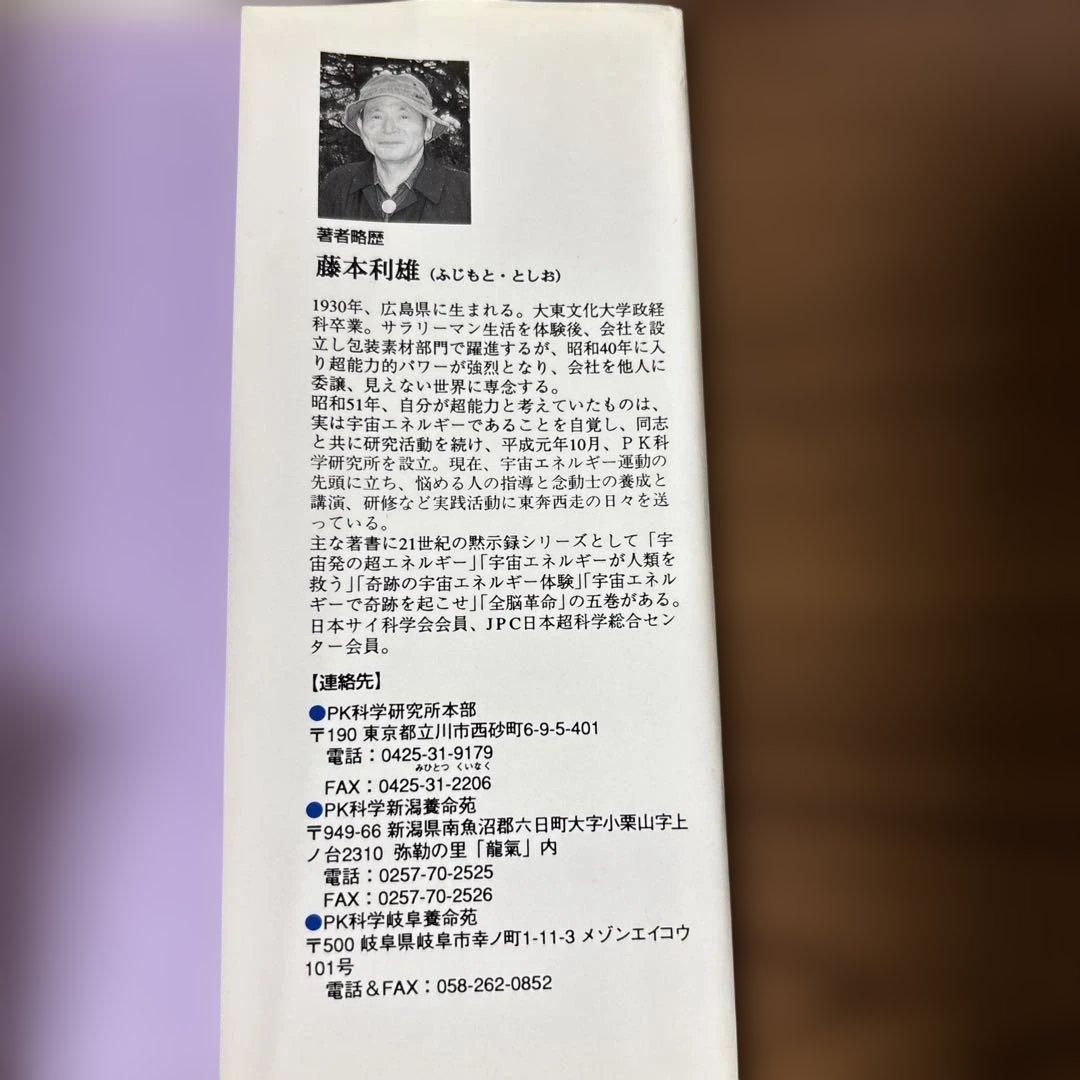 著者略歴
藤本利雄（ふじもと・としお）
1930年、広島県に生まれる。大東文化大学政経
科卒業。サラリーマン生活を体験後、会社を設
立し包装素材部門で躍進するが、昭和40年に入
り超能力的パワーが強烈となり、会社を他人に
委譲、見えない世界に専念する。
昭和51年、自分が超能力と考えていたものは、
実は宇宙エネルギーであることを自覚し、同志
と共に研究活動を続け、平成元年10月、ＰＫ科
学研究所を設立。現在、宇宙エネルギー運動の
先頭に立ち、悩める人の指導と念動士の養成と
講演、研修など実践活動に東奔西走の日々を送
っている。
主な著書に21世紀の黙示録シリーズとして「宇
宙発の超エネルギー」「宇宙エネルギーが人類を
救う」「奇跡の宇宙エネルギー体験」「宇宙エネル
ギーで奇跡を起こせ」「全脳革命」の五巻がある。
日本サイ科学会会員、JPC日本超科学総合セン
ター会員。
【連絡先】
●PK科学研究所本部
〒190 東京都立川市西砂町6-9-5-401
電話：0425-31-9179
みひとつ くいなく
FAX：0425-31-2206
●PK科学新潟養命苑
〒949-66 新潟県南魚沼郡六日町大字小栗山字上
ノ台2310 弥勒の里「龍氣」内
電話：0257-70-2525
FAX：0257-70-2526
●PK科学岐阜養命苑
〒500 岐阜県岐阜市幸ノ町1-11-3 メゾンエイコウ
101号
電話＆FAX：058-262-0852